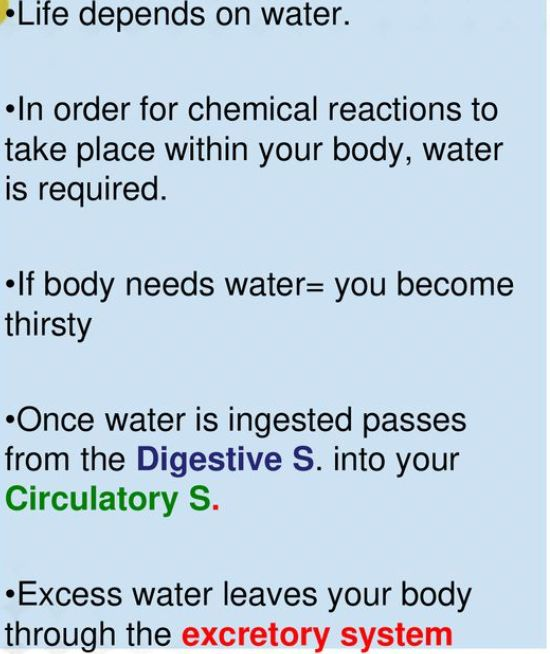 •Life depends on water.
•In order for chemical reactions to
take place within your body, water
is required.
•If body needs water= you become
thirsty
•Once water is ingested passes
from the Digestive S. into your
Circulatory S.
•Excess water leaves your body
through the excretory system